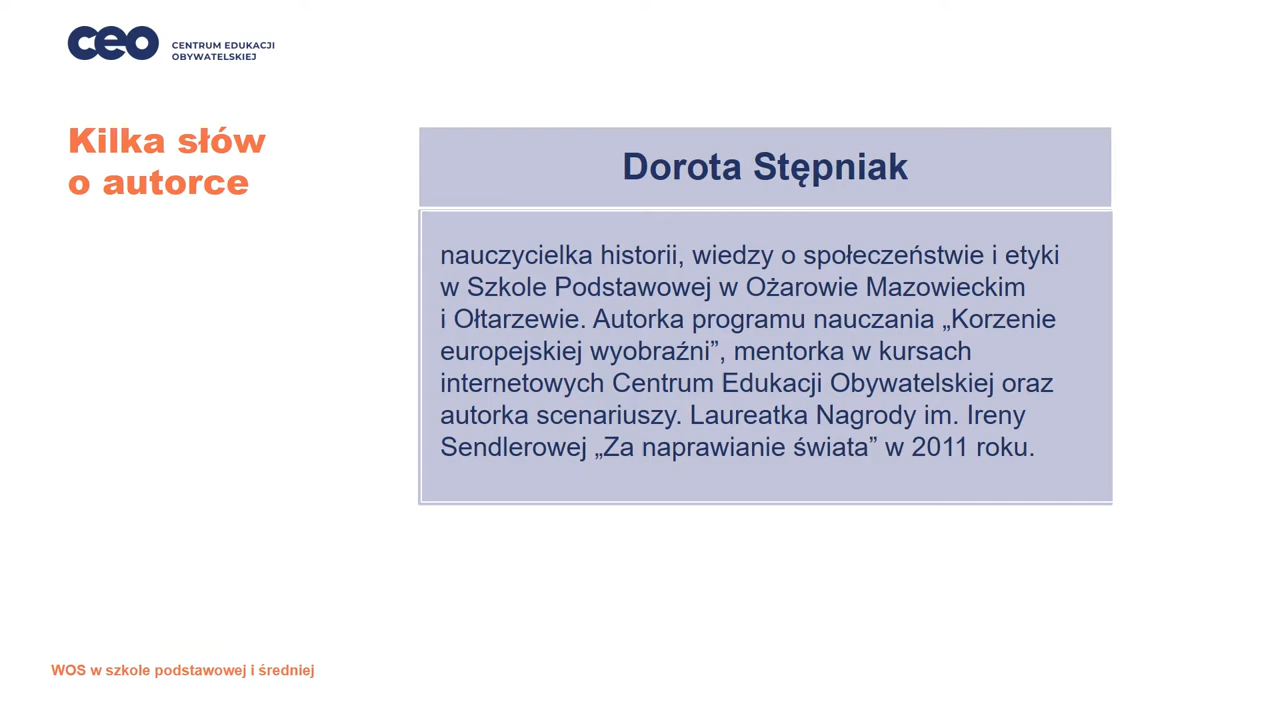 ceo
CENTRUM EDUKACJI
OBYWATELSKIEJ
Kilka słów
o autorce
Dorota Stępniak
nauczycielka historii, wiedzy o społeczeństwie i etyki
w Szkole Podstawowej w Ożarowie Mazowieckim
i Ołtarzewie. Autorka programu nauczania „Korzenie
europejskiej wyobraźni”, mentorka w kursach
internetowych Centrum Edukacji Obywatelskiej oraz
autorka scenariuszy. Laureatka Nagrody im. Ireny
Sendlerowej „Za naprawianie świata” w 2011 roku.
WOS w szkole podstawowej i średniej